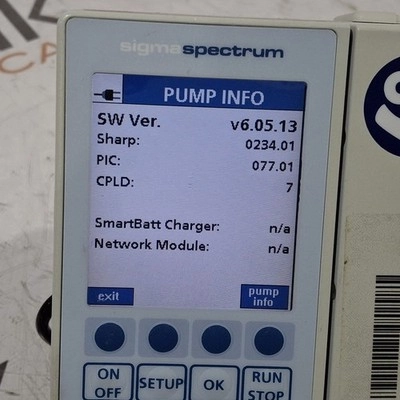 sigmaspectrum
PUMP INFO
SW Ver. v6.05.13
Sharp: 0234.01
PIC: 077.01
CPLD: 7
SmartBatt Charger: n/a
Network Module: n/a
exit pump info
ON OFF SETUP OK RUN STOP